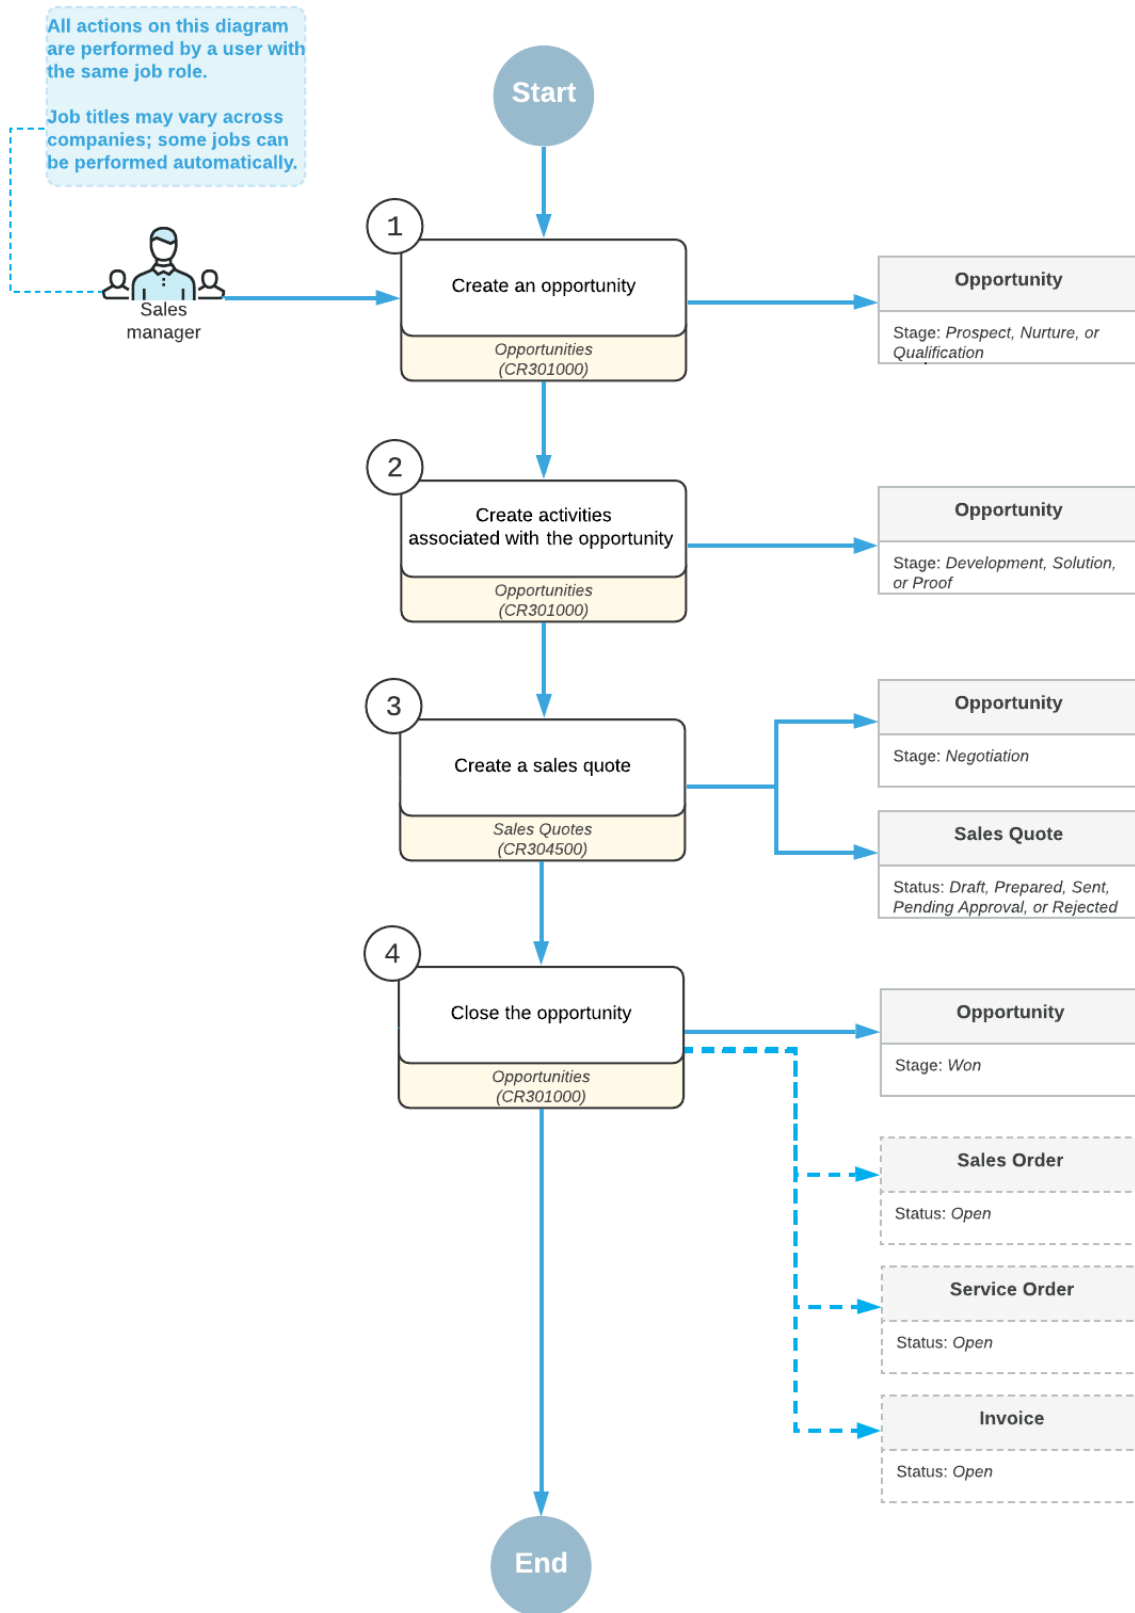 All actions on this diagram
are performed by a user with
the same job role.
Job titles may vary across
companies; some jobs can
be performed automatically.
Start
1
Create an opportunity
Opportunities
(CR301000)
Sales
manager
Opportunity
Stage: Prospect, Nurture, or
Qualification
2
Create activities
associated with the opportunity
Opportunities
(CR301000)
Opportunity
Stage: Development, Solution,
or Proof
3
Create a sales quote
Sales Quotes
(CR304500)
Opportunity
Stage: Negotiation
Sales Quote
Status: Draft, Prepared, Sent,
Pending Approval, or Rejected
4
Close the opportunity
Opportunities
(CR301000)
Opportunity
Stage: Won
Sales Order
Status: Open
Service Order
Status: Open
Invoice
Status: Open
End